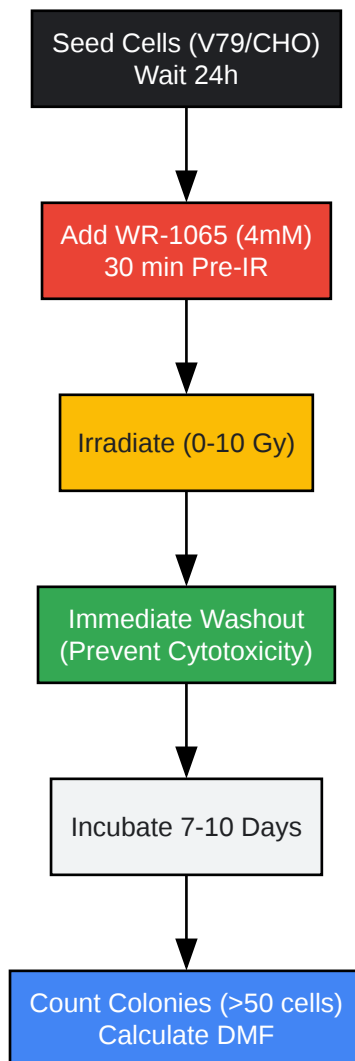 Seed Cells (V79/CHO)
Wait 24h
Add WR-1065 (4mM)
30 min Pre-IR
Irradiate (0-10 Gy)
Immediate Washout
(Prevent Cytotoxicity)
Incubate 7-10 Days
Count Colonies (>50 cells)
Calculate DMF